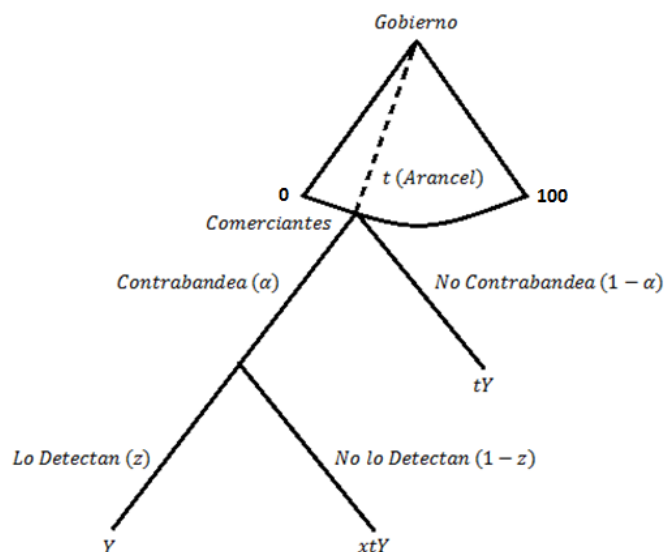 Gobierno
t (Arancel)
0
100
Comerciantes
Contrabandea (α)
No Contrabandea (1 − α)
tY
Lo Detectan (z)
No lo Detectan (1 − z)
Y
xtY